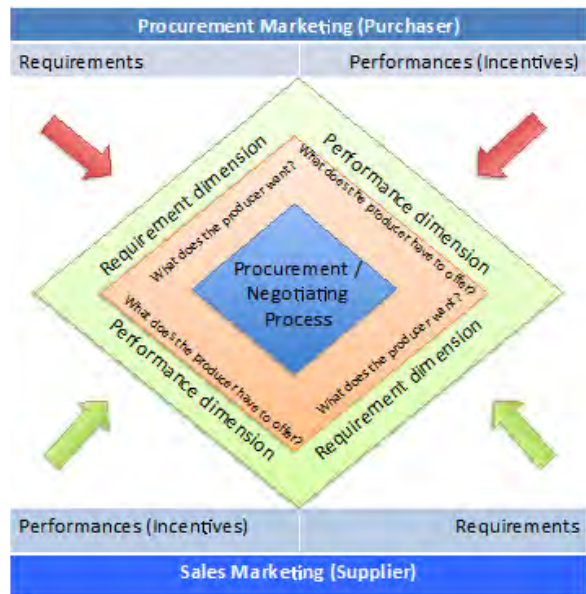 Procurement Marketing (Purchaser)
Requirements
Performances (Incentives)
Requirement dimension
Performance dimension
What does the producer want?
What does the producer have to offer?
Procurement /
Negotiating
Process
What does the producer have to offer?
What does the producer want?
Performance dimension
Requirement dimension
Performances (Incentives)
Requirements
Sales Marketing (Supplier)